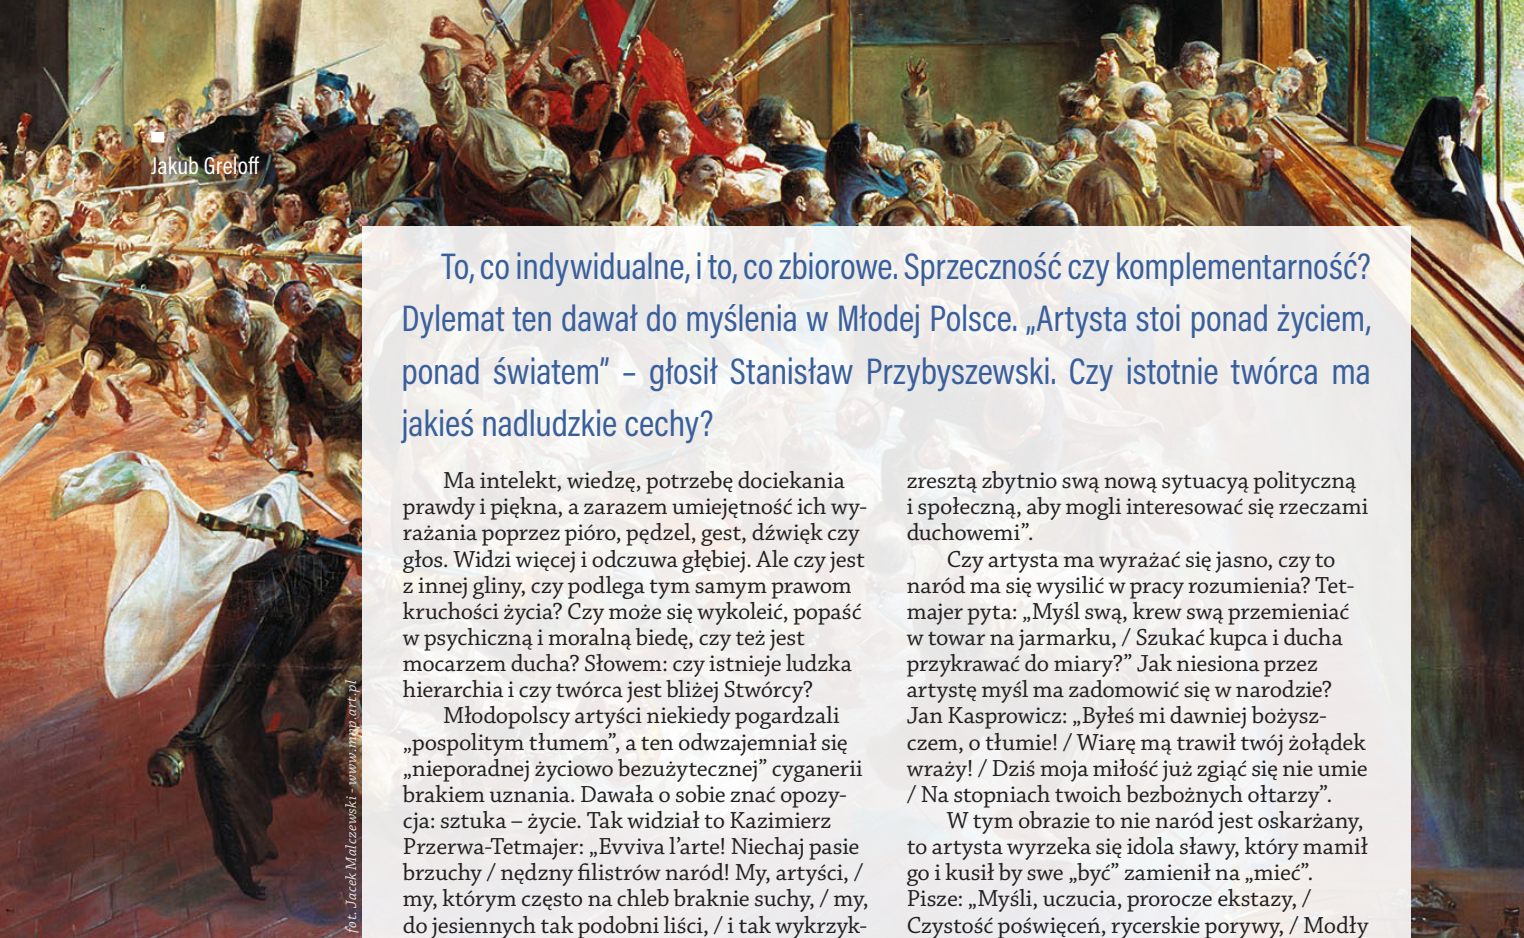 Jakub Greloff
To, co indywidualne, i to, co zbiorowe. Sprzeczność czy komplementarność?
Dylemat ten dawał do myślenia w Młodej Polsce. „Artysta stoi ponad życiem,
ponad światem” – głosił Stanisław Przybyszewski. Czy istotnie twórca ma
jakieś nadludzkie cechy?
Ma intelekt, wiedzę, potrzebę dociekania
prawdy i piękna, a zarazem umiejętność ich wy-
rażania poprzez pióro, pędzel, gest, dźwięk czy
głos. Widzi więcej i odczuwa głębiej. Ale czy jest
z innej gliny, czy podlega tym samym prawom
kruchości życia? Czy może się wykoleić, popaść
w psychiczną i moralną biedę, czy też jest
mocarzem ducha? Słowem: czy istnieje ludzka
hierarchia i czy twórca jest bliżej Stwórcy?
Młodopolscy artyści niekiedy pogardzali
„pospolitym tłumem”, a ten odwzajemniał się
„nieporadnej życiowo bezużytecznej” cyganerii
brakiem uznania. Dawała o sobie znać opozy-
cja: sztuka – życie. Tak widział to Kazimierz
Przerwa-Tetmajer: „Evviva l’arte! Niechaj pasie
brzuchy / nędzny filistrów naród! My, artyści, /
my, którym często na chleb braknie suchy, / my,
do jesiennych tak podobni liści, / i tak wykrzyk-
zresztą zbytnio swą nową sytuacyą polityczną
i społeczną, aby mogli interesować się rzeczami
duchowemi”.
Czy artysta ma wyrażać się jasno, czy to
naród ma się wysilić w pracy rozumienia? Tet-
majer pyta: „Myśl swą, krew swą przemieniać
w towar na jarmarku, / Szukać kupca i ducha
przykrawać do miary?” Jak niesiona przez
artystę myśl ma zadomowić się w narodzie?
Jan Kasprowicz: „Byłeś mi dawniej bożysz-
czem, o tłumie! / Wiarę mą trawił twój żołądek
wraży! / Dziś moja miłość już zgiąć się nie umie
/ Na stopniach twoich bezbożnych ołtarzy”.
W tym obrazie to nie naród jest oskarżany,
to artysta wyrzeka się idola sławy, który mamił
go i kusił by swe „być” zamienił na „mieć”.
Pisze: „Myśli, uczucia, prorocze ekstazy, /
Czystość poświęceń, rycerskie porywy, / Modły
fot. Jacek Malczewski - www.mnp.art.pl